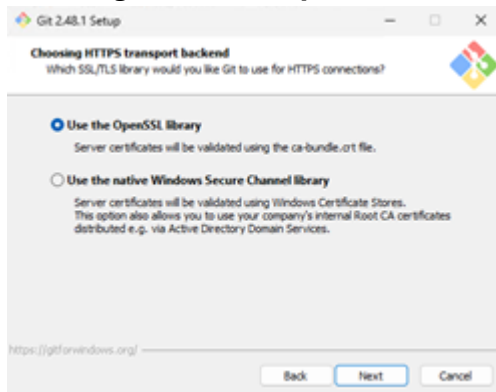 Git 2.48.1 Setup
Choosing HTTPS transport backend
Which SSL/TLS library would you like Git to use for HTTPS connections?
Use the OpenSSL library
Server certificates will be validated using the ca-bundle.crt file.
Use the native Windows Secure Channel library
Server certificates will be validated using Windows Certificate Stores.
This option also allows you to use your company's internal Root CA certificates
distributed e.g. via Active Directory Domain Services.
https://gitforwindows.org/
Back Next Cancel